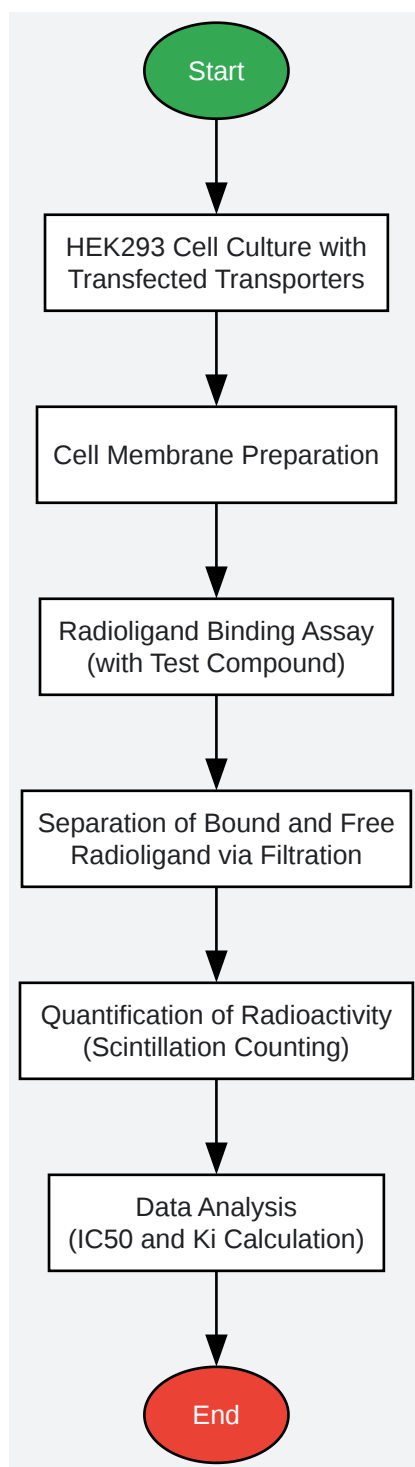 Start
HEK293 Cell Culture with
Transfected Transporters
Cell Membrane Preparation
Radioligand Binding Assay
(with Test Compound)
Separation of Bound and Free
Radioligand via Filtration
Quantification of Radioactivity
(Scintillation Counting)
Data Analysis
(IC50 and Ki Calculation)
End